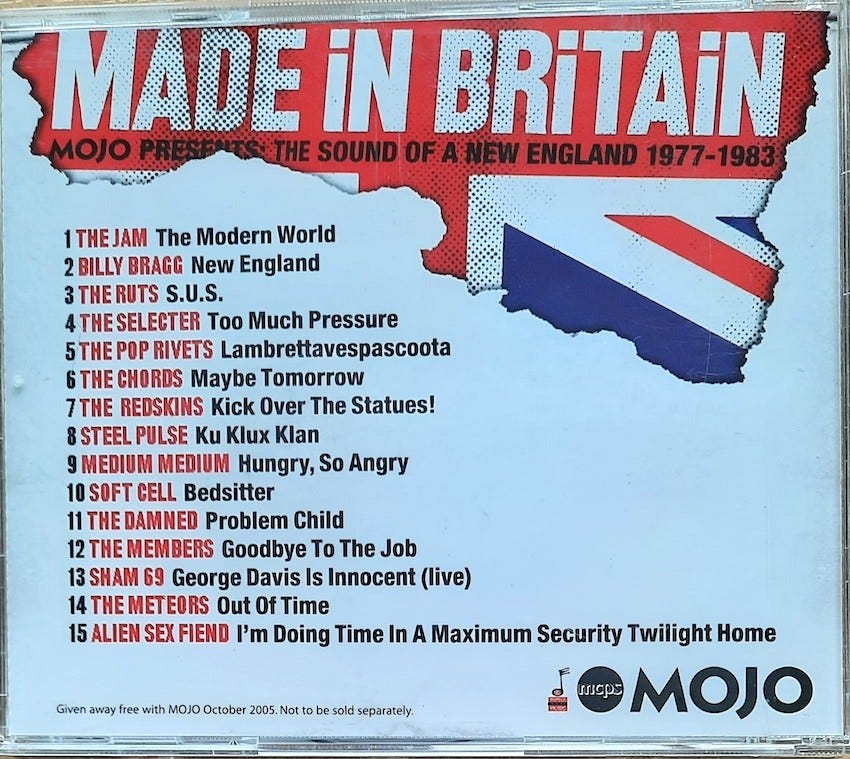 MADE iN BRiTAiN
MOJO PRESENTS: THE SOUND OF A NEW ENGLAND 1977-1983
1 THE JAM The Modern World
2 BILLY BRAGG New England
3 THE RUTS S.U.S.
4 THE SELECTER Too Much Pressure
5 THE POP RIVETS Lambrettavespascoota
6 THE CHORDS Maybe Tomorrow
7 THE REDSKINS Kick Over The Statues!
8 STEEL PULSE Ku Klux Klan
9 MEDIUM MEDIUM Hungry, So Angry
10 SOFT CELL Bedsitter
11 THE DAMNED Problem Child
12 THE MEMBERS Goodbye To The Job
13 SHAM 69 George Davis Is Innocent (live)
14 THE METEORS Out Of Time
15 ALIEN SEX FIEND I'm Doing Time In A Maximum Security Twilight Home
mcps MOJO
Given away free with MOJO October 2005. Not to be sold separately.